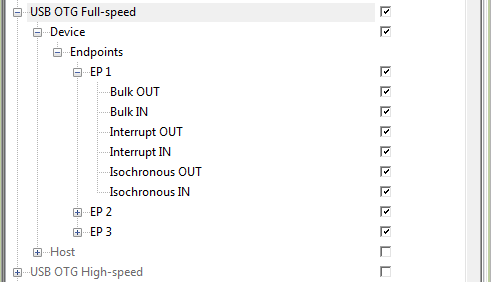 USB OTG Full-speed
Device
Endpoints
EP 1
Bulk OUT
Bulk IN
Interrupt OUT
Interrupt IN
Isochronous OUT
Isochronous IN
EP 2
EP 3
Host
USB OTG High-speed